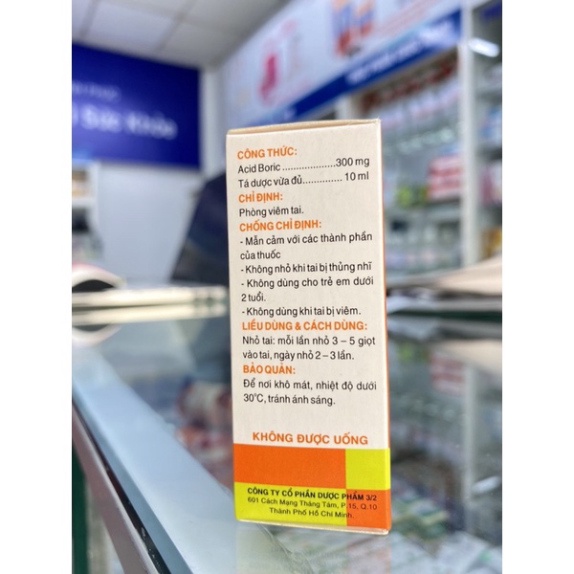 Sức Khỏe
CÔNG THỨC:
Acid Boric ..................300 mg
Tá dược vừa đủ............. 10 ml
CHỈ ĐỊNH:
Phòng viêm tai.
CHỐNG CHỈ ĐỊNH:
- Mẫn cảm với các thành phần
của thuốc
- Không nhỏ khi tai bị thủng nhĩ
- Không dùng cho trẻ em dưới
2 tuổi.
- Không dùng khi tai bị viêm.
LIỀU DÙNG & CÁCH DÙNG:
Nhỏ tai: mỗi lần nhỏ 3 – 5 giọt
vào tai, ngày nhỏ 2 – 3 lần.
BẢO QUẢN:
Để nơi khô mát, nhiệt độ dưới
30°C, tránh ánh sáng.
KHÔNG ĐƯỢC UỐNG
CÔNG TY CỔ PHẦN DƯỢC PHẨM 3/2
601 Cách Mạng Tháng Tám, P.15, Q.10
Thành Phố Hồ Chí Minh.